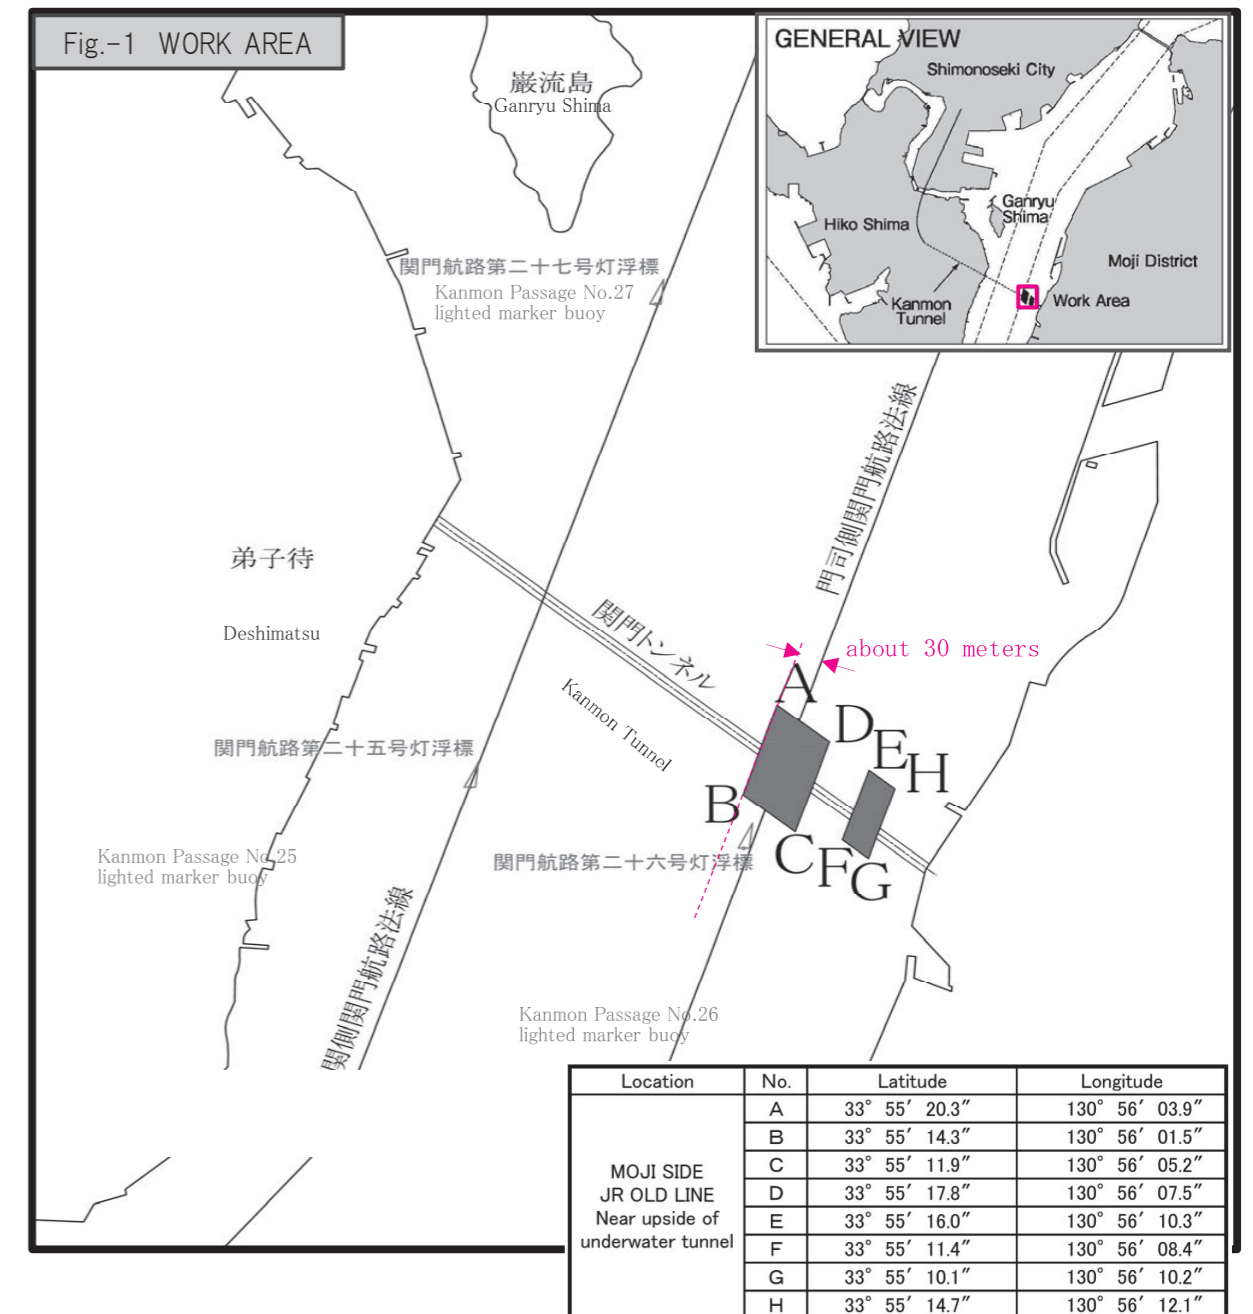 Fig.-1 WORK AREA
GENERAL VIEW
Shimonoseki City
Ganryu
Shima
Hiko Shima
Moji District
Kanmon
Tunnel
Work Area
巌流島
Ganryu Shima
関門航路第二十七号灯浮標
Kanmon Passage No.27
lighted marker buoy
門司側関門航路法線
弟子待
Deshimatsu
関門トンネル
Kanmon Tunnel
about 30 meters
A
D
E
H
B
C
F
G
関門航路第二十五号灯浮標
Kanmon Passage No.25
lighted marker buoy
関門航路第二十六号灯浮標
Kanmon Passage No.26
lighted marker buoy
関側関門航路法線
Location No. Latitude Longitude
MOJI SIDE
JR OLD LINE
Near upside of
underwater tunnel
A 33° 55′ 20.3″ 130° 56′ 03.9″
B 33° 55′ 14.3″ 130° 56′ 01.5″
C 33° 55′ 11.9″ 130° 56′ 05.2″
D 33° 55′ 17.8″ 130° 56′ 07.5″
E 33° 55′ 16.0″ 130° 56′ 10.3″
F 33° 55′ 11.4″ 130° 56′ 08.4″
G 33° 55′ 10.1″ 130° 56′ 10.2″
H 33° 55′ 14.7″ 130° 56′ 12.1″